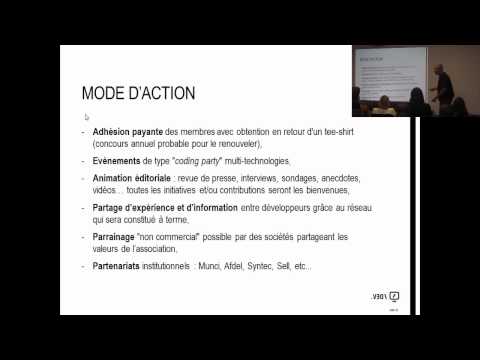 MODE D'ACTION
- Adhésion payante des membres avec obtention en retour d'un tee-shirt
(concours annuel probable pour le renouveler),
- Evénements de type "coding party" multi-technologies,
- Animation éditoriale : revue de presse, interviews, sondages, anecdotes,
vidéos… toutes les initiatives et/ou contributions seront les bienvenues,
- Partage d'expérience et d'information entre développeurs grâce au réseau
qui sera constitué à terme,
- Parrainage "non commercial" possible par des sociétés partageant les
valeurs de l'association,
- Partenariats institutionnels : Munci, Afdel, Syntec, Sell, etc...